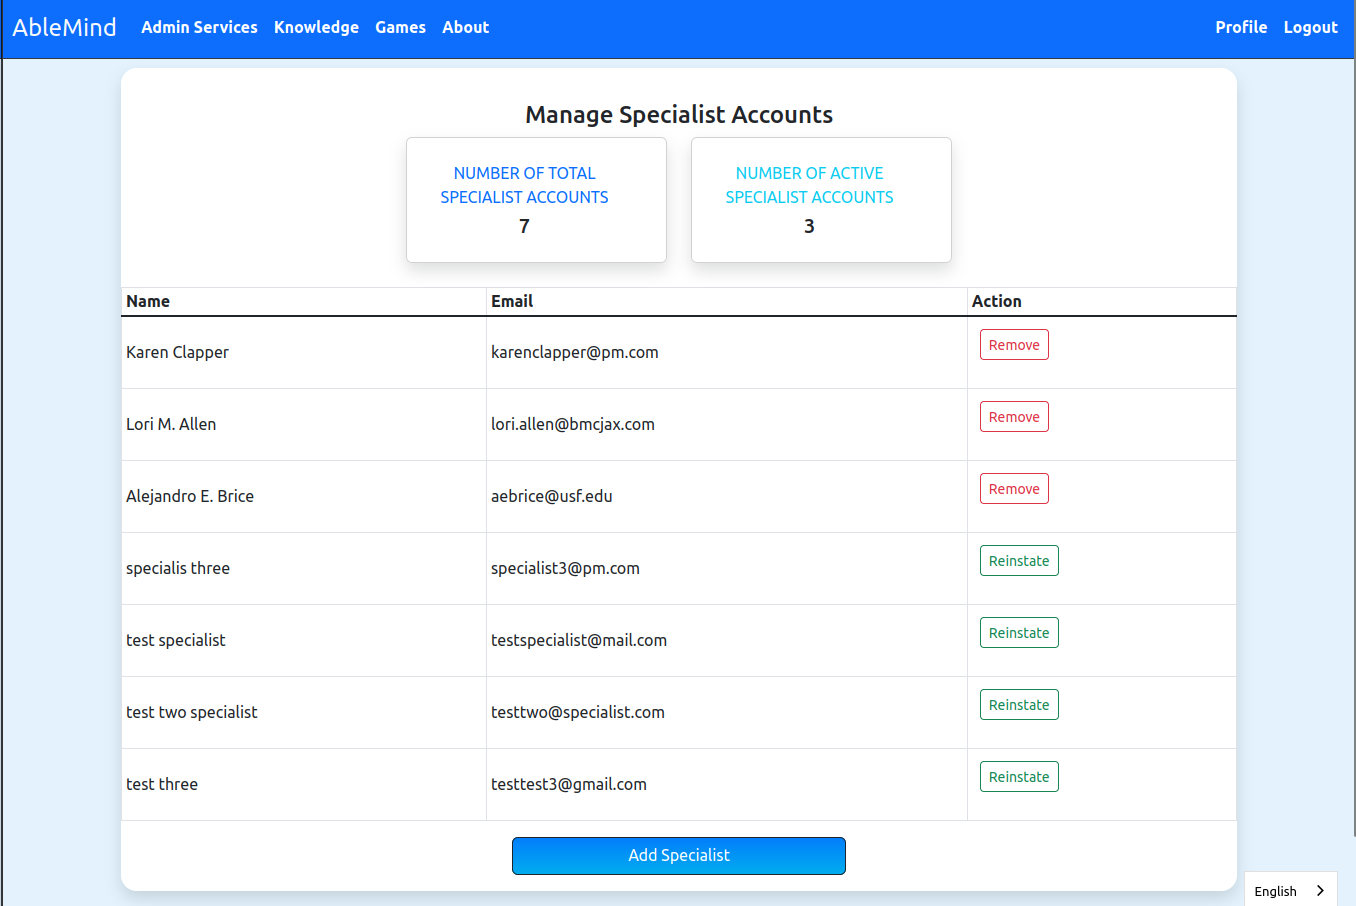 AbleMind Admin Services Knowledge Games About Profile Logout
Manage Specialist Accounts
NUMBER OF TOTAL
SPECIALIST ACCOUNTS
7
NUMBER OF ACTIVE
SPECIALIST ACCOUNTS
3
Name Email Action
Karen Clapper karenclapper@pm.com Remove
Lori M. Allen lori.allen@bmcjax.com Remove
Alejandro E. Brice aebrice@usf.edu Remove
specialis three specialist3@pm.com Reinstate
test specialist testspecialist@mail.com Reinstate
test two specialist testtwo@specialist.com Reinstate
test three testtest3@gmail.com Reinstate
Add Specialist
English